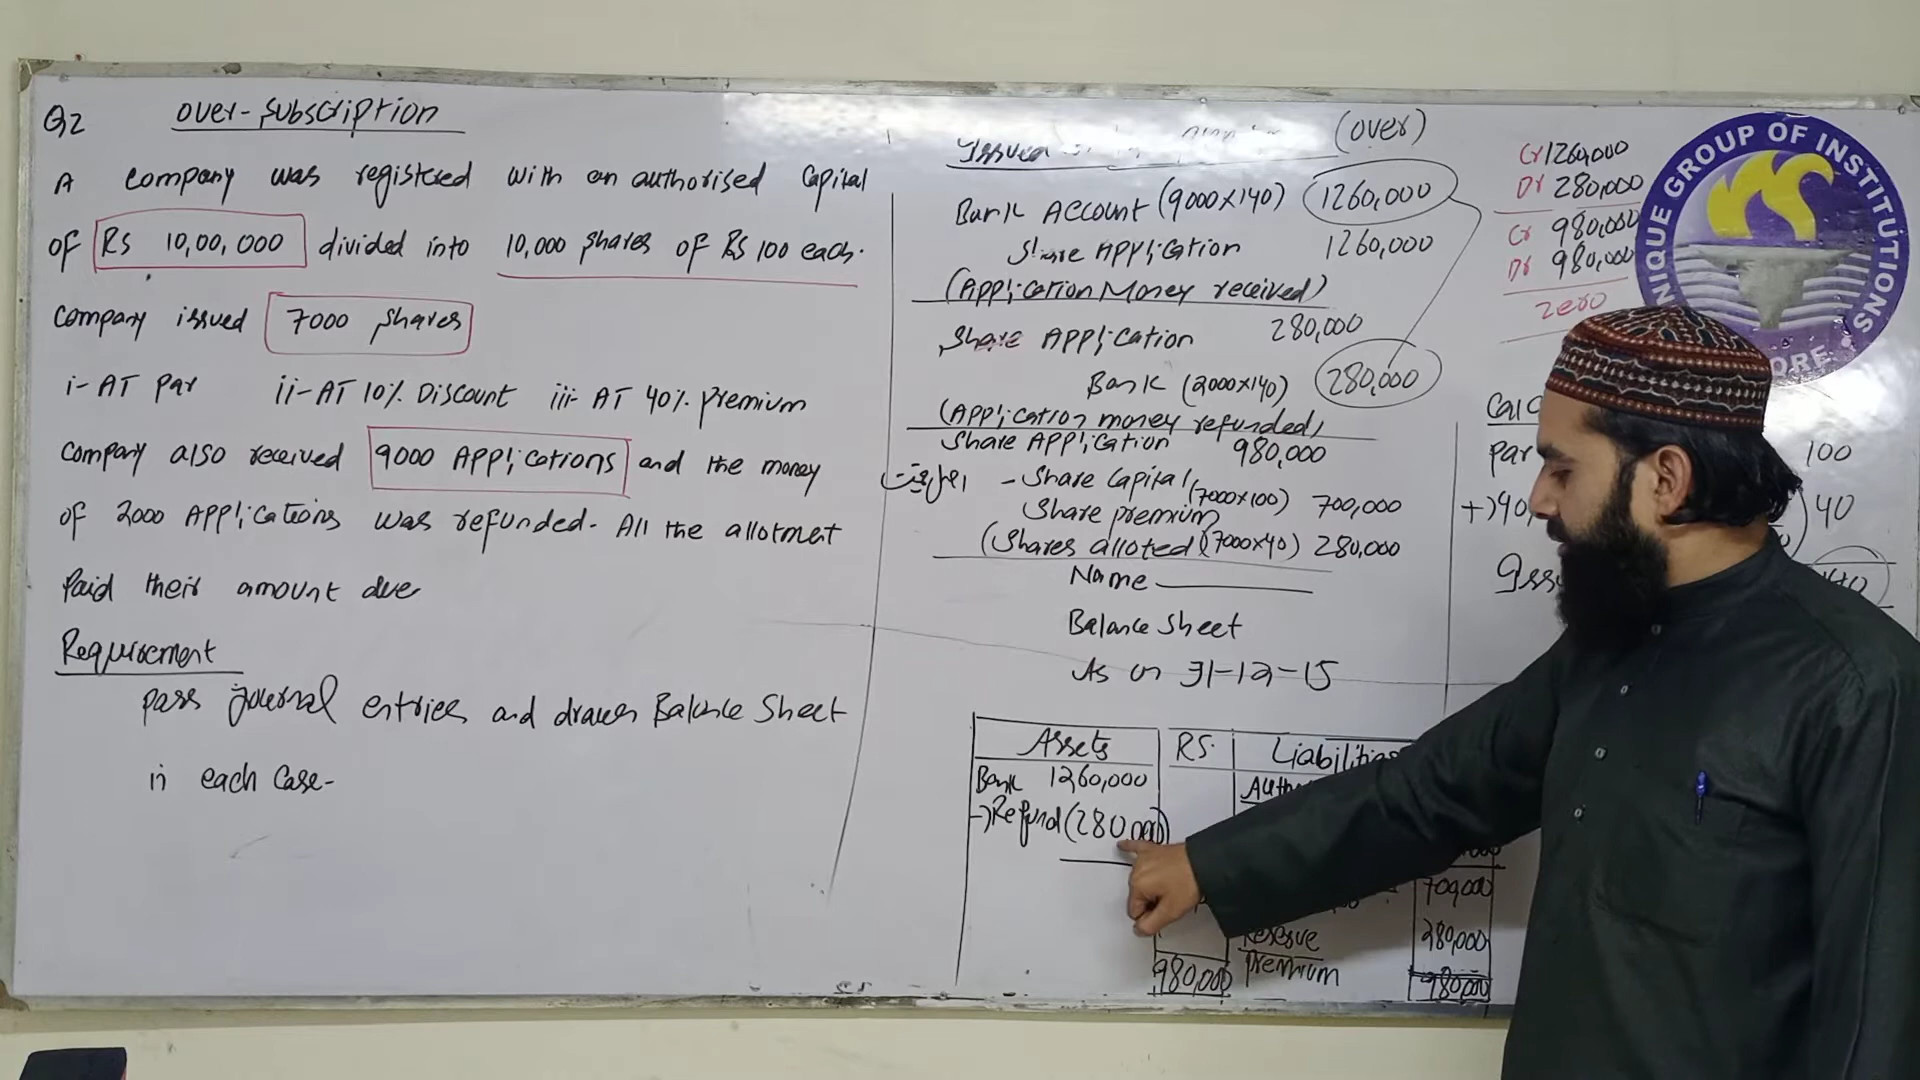 Q2 over-subscription
A company was registered with an authorised Capital
of RS 10,00,000 divided into 10,000 shares of RS 100 each.
Company issued 7000 shares
i- AT par ii- AT 10% Discount iii- AT 40% premium
Company also received 9000 Applications and the money
of 2000 Applications was refunded- All the allotment
Paid their amount due
Requirement
pass journal entries and drawn Balance Sheet
in each case-
Issued (over)
Bank Account (9000x140) 1260,000
Share Application 1260,000
(Application Money received)
Share Application 280,000
Bank (2000x140) 280,000
(Application money refunded)
Share Application 980,000
- Share Capital (7000x100) 700,000
Share premium
(Shares alloted (7000x40) 280,000
Name
Balance Sheet
As on 31-12-15
Assets RS. Liabilities
Bank 1260,000
-) Refund (280,000)
700,000
Reserve 280,000
premium
980,000 980,000
Cr 1260,000
Dr 280,000
Cr 980,000
Dr 980,000
zero
par 100
+) 40 40
UNIQUE GROUP OF INSTITUTIONS